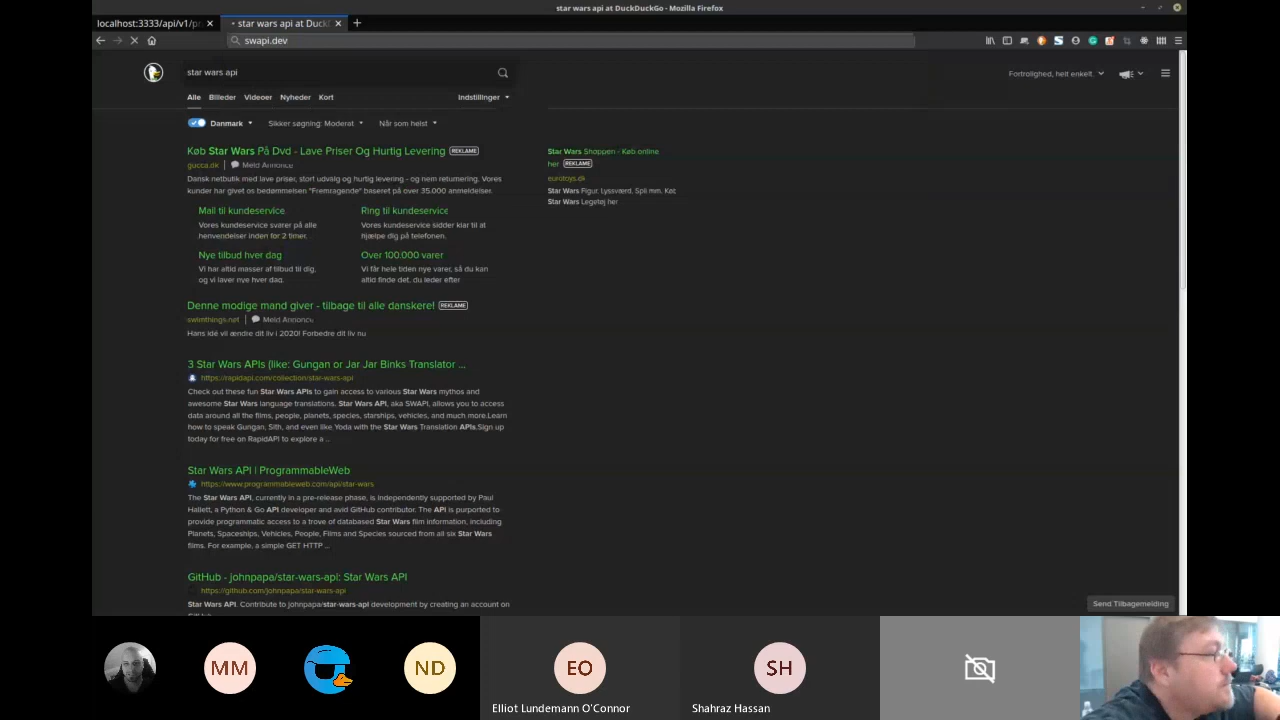 star wars api at DuckDuckGo - Mozilla Firefox
localhost:3333/api/v1/pr
star wars api at Duck
swapi.dev
star wars api
Fortrolighed, helt enkelt.
Alle Billeder Videoer Nyheder Kort
Indstillinger
Danmark
Sikker søgning: Moderat
Når som helst
Køb Star Wars På Dvd - Lave Priser Og Hurtig Levering REKLAME
gucca.dk | Meld Annonce
Dansk netbutik med lave priser, stort udvalg og hurtig levering - og nem returnering. Vores
kunder har givet os bedømmelsen "Fremragende" baseret på over 35.000 anmeldelser.
Mail til kundeservice
Vores kundeservice svarer på alle
henvendelser inden for 2 timer.
Ring til kundeservice
Vores kundeservice sidder klar til at
hjælpe dig på telefonen.
Nye tilbud hver dag
Vi har altid masser af tilbud til dig,
og vi laver nye hver dag.
Over 100.000 varer
Vi får hele tiden nye varer, så du kan
altid finde det, du leder efter
Denne modige mand giver - tilbage til alle danskere! REKLAME
swimthings.net | Meld Annonce
Hans idé vil ændre dit liv i 2020! Forbedre dit liv nu
3 Star Wars APIs (like: Gungan or Jar Jar Binks Translator ...
https://rapidapi.com/collection/star-wars-api
Check out these fun Star Wars APIs to gain access to various Star Wars mythos and
awesome Star Wars language translations. Star Wars API, aka SWAPI, allows you to access
data around all the films, people, planets, species, starships, vehicles, and much more.Learn
how to speak Gungan, Sith, and even like Yoda with the Star Wars Translation APIs.Sign up
today for free on RapidAPI to explore a ...
Star Wars API | ProgrammableWeb
https://www.programmableweb.com/api/star-wars
The Star Wars API, currently in a pre-release phase, is independently supported by Paul
Hallett, a Python & Go API developer and avid GitHub contributor. The API is purported to
provide programmatic access to a trove of databased Star Wars film information, including
Planets, Spaceships, Vehicles, People, Films and Species sourced from all six Star Wars
films. For example, a simple GET HTTP ...
GitHub - johnpapa/star-wars-api: Star Wars API
https://github.com/johnpapa/star-wars-api
Star Wars API. Contribute to johnpapa/star-wars-api development by creating an account on
Star Wars Shoppen - Køb online
her REKLAME
eurotoys.dk
Star Wars Figur, Lyssværd, Spil mm. Køb
Star Wars Legetøj her
Send Tilbagemelding
MM
ND
EO
SH
Elliot Lundemann O'Connor
Shahraz Hassan